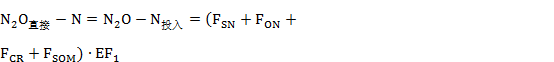 N₂O直接 − N = N₂O − N投入 = (F_SN + F_ON +
F_CR + F_SOM) · EF₁